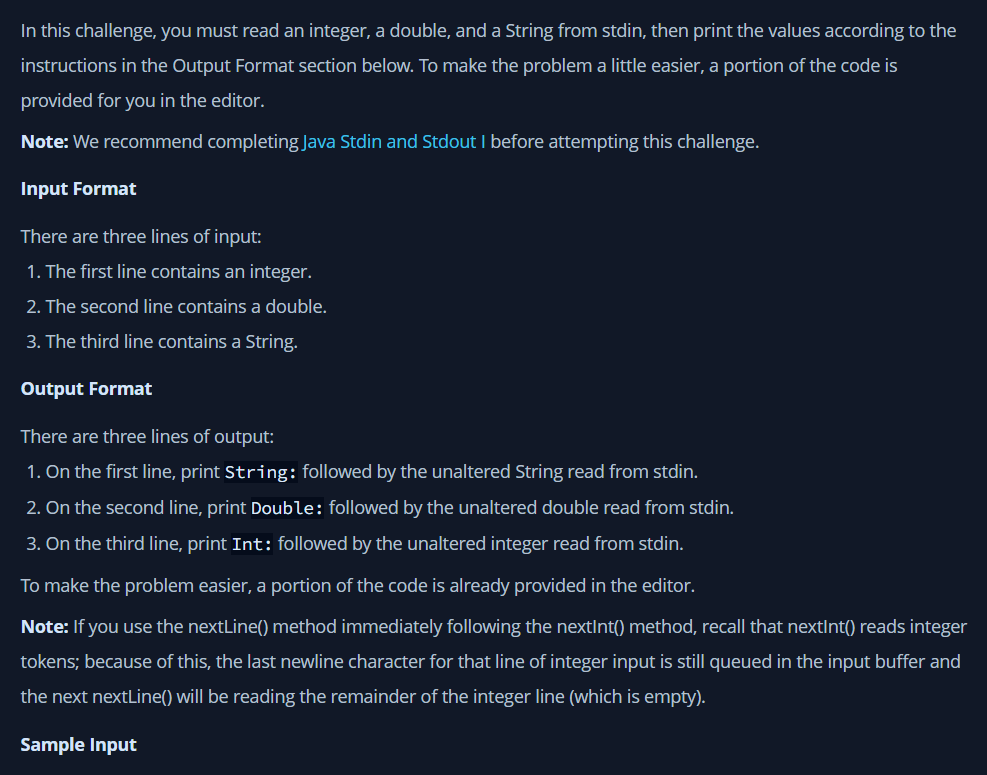 In this challenge, you must read an integer, a double, and a String from stdin, then print the values according to the
instructions in the Output Format section below. To make the problem a little easier, a portion of the code is
provided for you in the editor.
Note: We recommend completing Java Stdin and Stdout I before attempting this challenge.
Input Format
There are three lines of input:
1. The first line contains an integer.
2. The second line contains a double.
3. The third line contains a String.
Output Format
There are three lines of output:
1. On the first line, print String: followed by the unaltered String read from stdin.
2. On the second line, print Double: followed by the unaltered double read from stdin.
3. On the third line, print Int: followed by the unaltered integer read from stdin.
To make the problem easier, a portion of the code is already provided in the editor.
Note: If you use the nextLine() method immediately following the nextInt() method, recall that nextInt() reads integer
tokens; because of this, the last newline character for that line of integer input is still queued in the input buffer and
the next nextLine() will be reading the remainder of the integer line (which is empty).
Sample Input